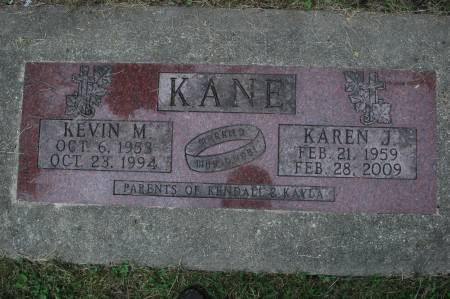 KANE
KEVIN M.
OCT. 6, 1953
OCT. 23, 1994
MARRIED
KAREN J.
FEB. 21, 1959
FEB. 28, 2009
PARENTS OF KENDALL & KAYLA